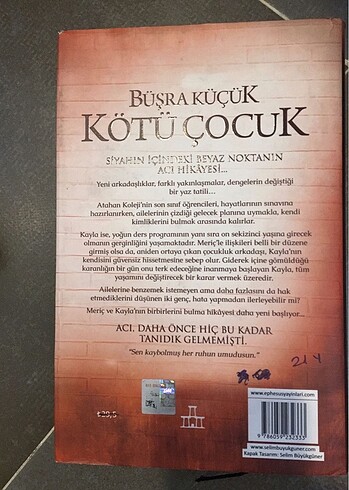 BÜŞRA KÜÇÜK
KÖTÜ ÇOCUK
SİYAHIN İÇİNDEKİ BEYAZ NOKTANIN
ACI HİKÂYESİ...
Yeni arkadaşlıklar, farklı yakınlaşmalar, dengelerin değiştiği
bir yaz tatili...
Atahan Koleji'nin son sınıf öğrencileri, hayatlarının sınavına
hazırlanırken, ailelerinin çizdiği gelecek planına uymakla, kendi
kimliklerini bulmak arasında kalırlar.
Kayla ise, yoğun ders programının yanı sıra on sekizinci yaşına girecek
olmanın gerginliğini yaşamaktadır. Meriç'le ilişkileri belli bir düzene
girmiş olsa da, aniden ortaya çıkan çocukluk arkadaşı, Kayla'nın
kendisini güvensiz hissetmesine sebep olur. Giderek içine gömüldüğü
karanlığın bir gün onu terk edeceğine inanmaya başlayan Kayla, tüm
yaşamını değiştirecek bir karar vermek üzeredir.
Ailelerine benzemek istemeyen ama daha fazlasını da hak
etmediklerini düşünen iki genç, hata yapmadan ilerleyebilir mi?
Meriç ve Kayla'nın birbirlerini bulma hikâyesi daha yeni başlıyor...
ACI, DAHA ÖNCE HİÇ BU KADAR
TANIDIK GELMEMİŞTİ.
"Sen kaybolmuş her ruhun umudusun."
214
www.ephesusyayinlari.com
9 786059 232333
www.selimbuyukguner.com
Kapak Tasarım: Selim Büyükgüner